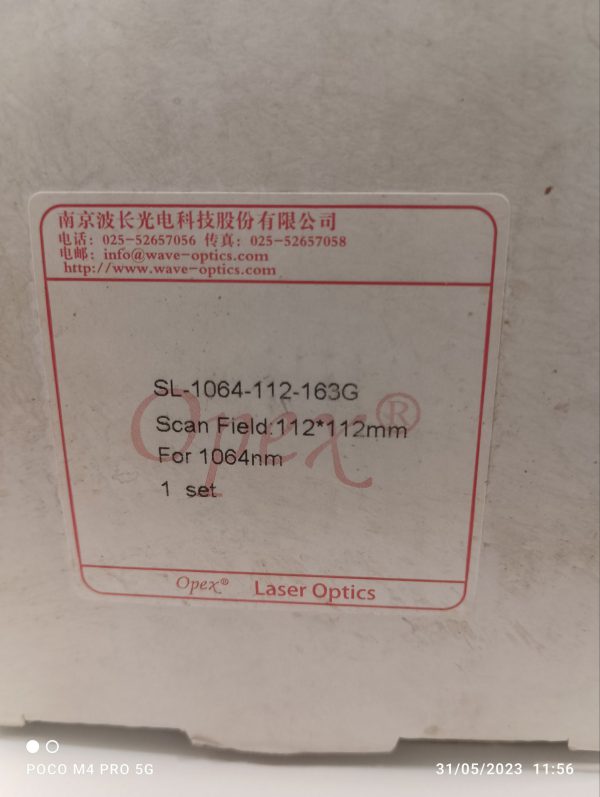 南京波长光电科技股份有限公司
电话: 025-52657056 传真: 025-52657058
电邮: info@wave-optics.com
http://www.wave-optics.com
Opex®
SL-1064-112-163G
Scan Field:112*112mm
For 1064nm
1 set
Opex® Laser Optics
POCO M4 PRO 5G 31/05/2023 11:56